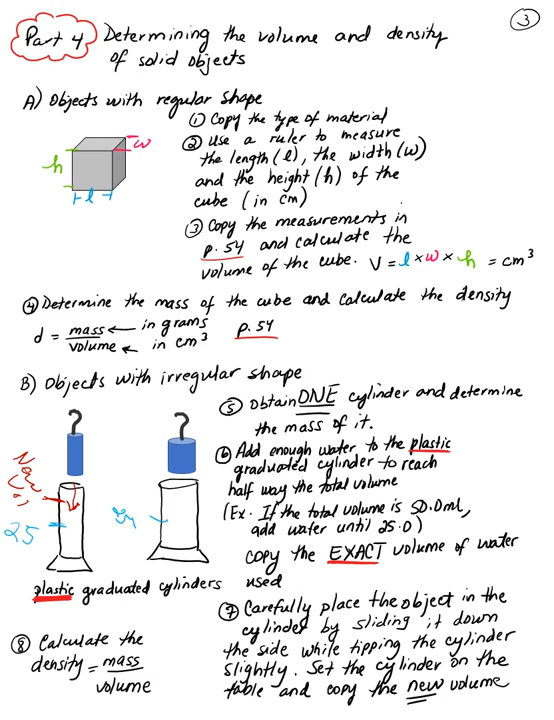 3
Part 4 Determining the volume and density
of solid objects
A) Objects with regular shape
① Copy the type of material
② Use a ruler to measure
the length (l), the width (w)
and the height (h) of the
cube (in cm)
h
w
l
③ Copy the measurements in
p. 54 and calculate the
volume of the cube. V = l × w × h = cm³
④ Determine the mass of the cube and calculate the density
d = mass ← in grams p. 54
volume ← in cm³
B) Objects with irregular shape
⑤ Obtain ONE cylinder and determine
the mass of it.
⑥ Add enough water to the plastic
graduated cylinder to reach
half way the total volume
(Ex. If the total volume is 50.0mL,
add water until 25.0)
copy the EXACT volume of water
used
New
25
plastic graduated cylinders
⑦ Carefully place the object in the
cylinder by sliding it down
the side while tipping the cylinder
slightly. Set the cylinder on the
table and copy the new volume
⑧ Calculate the
density = mass
volume